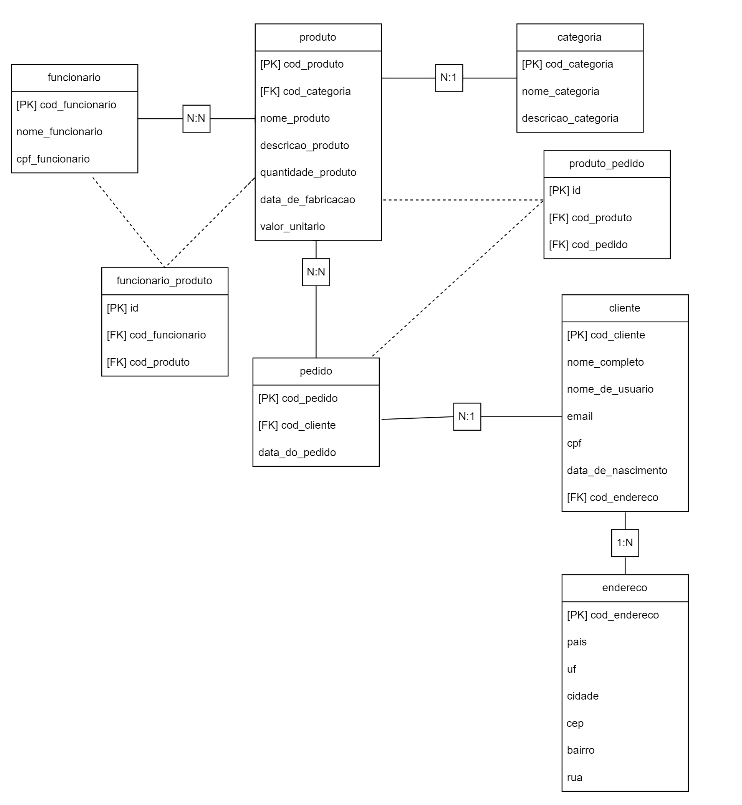 produto
[PK] cod_produto
[FK] cod_categoria
nome_produto
descricao_produto
quantidade_produto
data_de_fabricacao
valor_unitario
categoria
[PK] cod_categoria
nome_categoria
descricao_categoria
funcionario
[PK] cod_funcionario
nome_funcionario
cpf_funcionario
N:1
N:N
produto_pedido
[PK] id
[FK] cod_produto
[FK] cod_pedido
funcionario_produto
[PK] id
[FK] cod_funcionario
[FK] cod_produto
N:N
cliente
[PK] cod_cliente
nome_completo
nome_de_usuario
email
cpf
data_de_nascimento
[FK] cod_endereco
pedido
[PK] cod_pedido
[FK] cod_cliente
data_do_pedido
N:1
1:N
endereco
[PK] cod_endereco
pais
uf
cidade
cep
bairro
rua